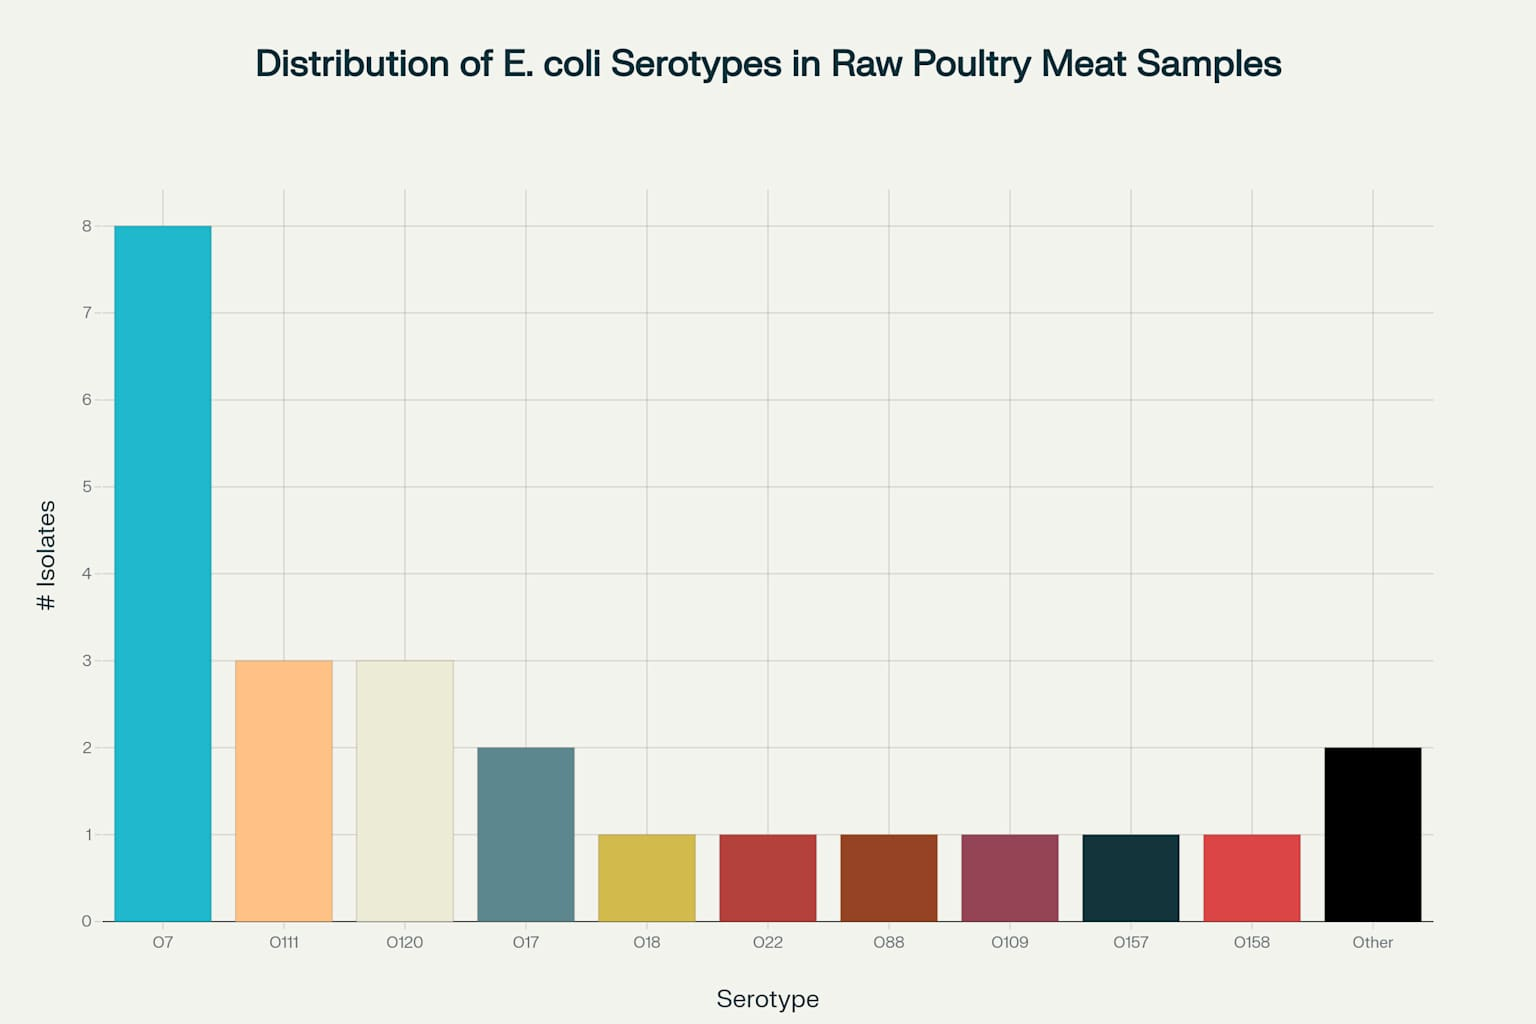 Distribution of E. coli Serotypes in Raw Poultry Meat Samples
# Isolates
8
7
6
5
4
3
2
1
0
O7 O111 O120 O17 O18 O22 O88 O109 O157 O158 Other
Serotype